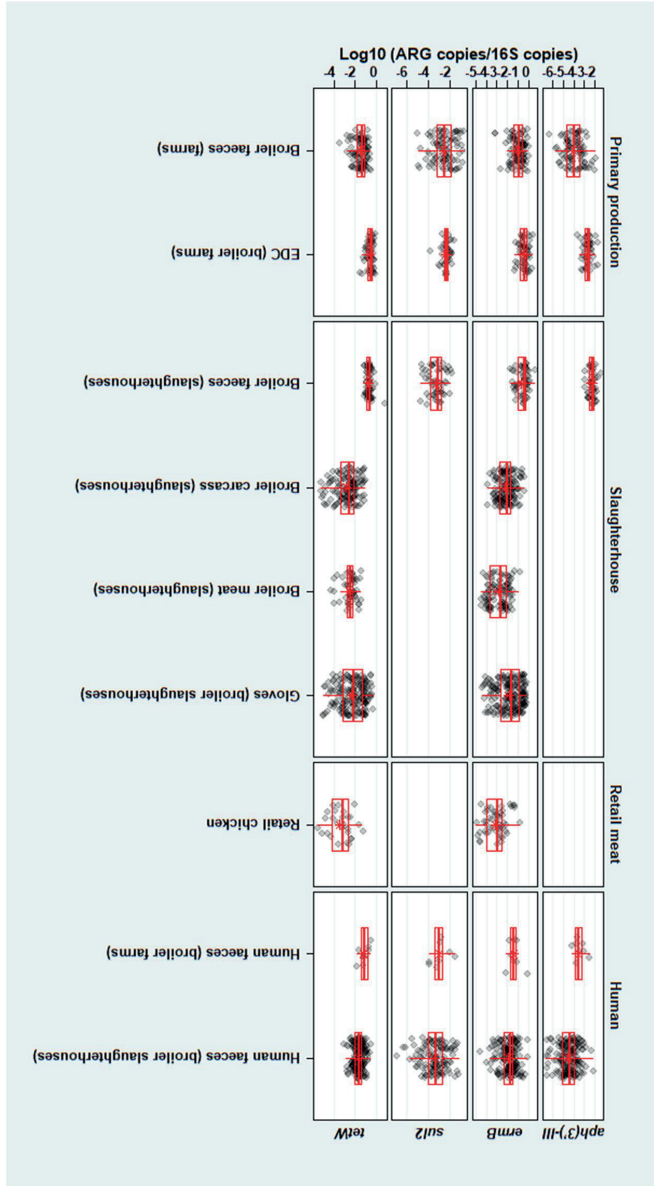 Log10 (ARG copies/16S copies)
-4 -2 0
-6 -4 -2
-5 -4 -3 -2 -1 0
-6 -5 -4 -3 -2
Primary production
Slaughterhouse
Retail meat
Human
Broiler faeces (farms)
EDC (broiler farms)
Broiler faeces (slaughterhouses)
Broiler carcass (slaughterhouses)
Broiler meat (slaughterhouses)
Gloves (broiler slaughterhouses)
Retail chicken
Human faeces (broiler farms)
Human faeces (broiler slaughterhouses)
tetW
sul2
ermB
aph(3')-III